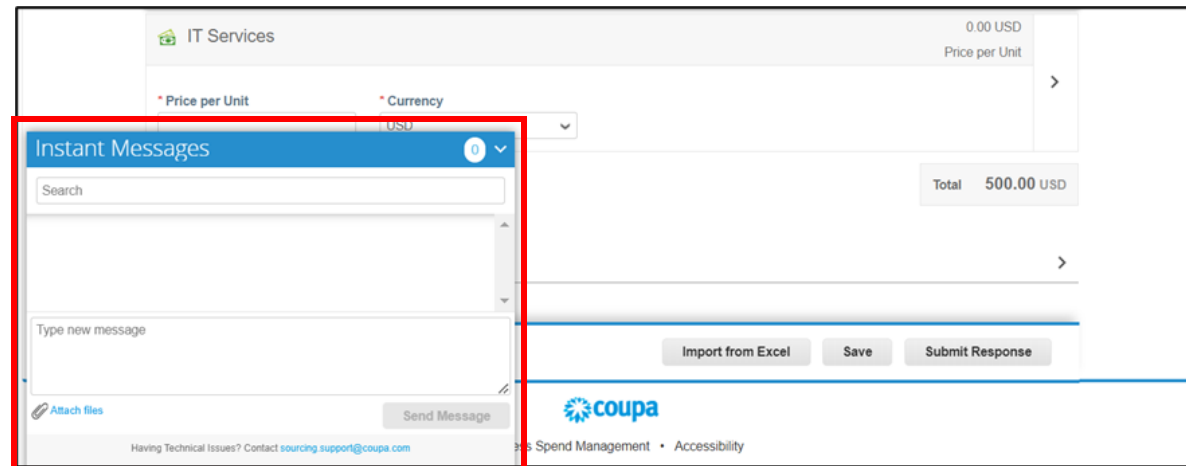 IT Services
0.00 USD
Price per Unit
* Price per Unit
* Currency
USD
Instant Messages
0
Search
Total 500.00 USD
Type new message
Import from Excel
Save
Submit Response
Attach files
Send Message
coupa
Having Technical Issues? Contact sourcing.support@coupa.com
Spend Management • Accessibility